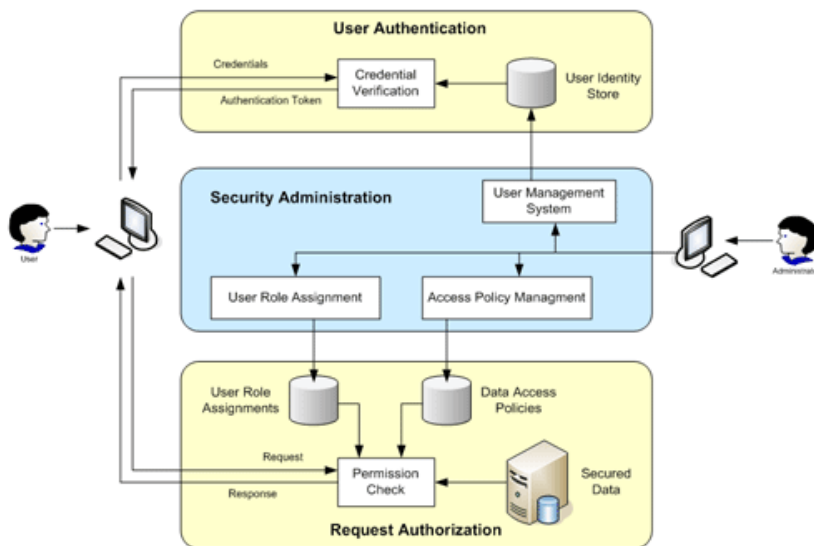 User Authentication
Credentials
Credential
Verification
User Identity
Store
Authentication Token
Security Administration
User Management
System
User
Administrat
User Role Assignment
Access Policy Managment
User Role
Assignments
Data Access
Policies
Request
Permission
Check
Secured
Data
Response
Request Authorization